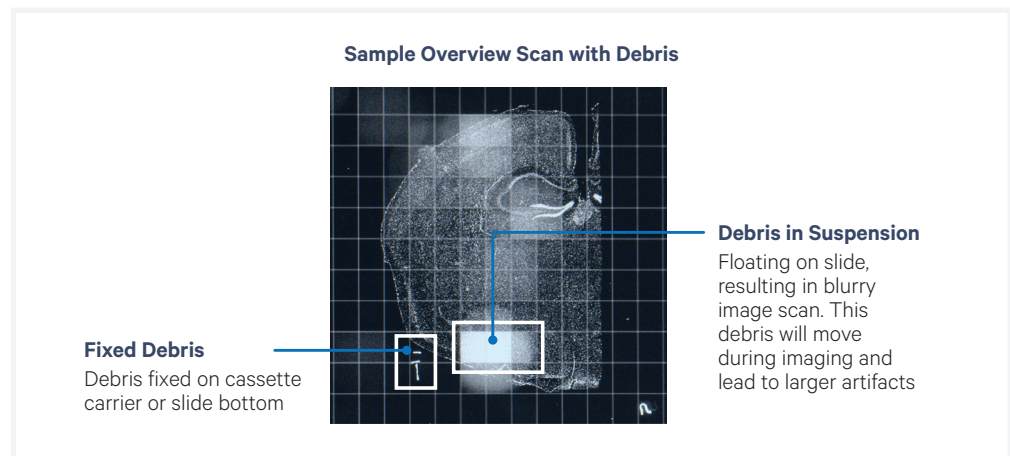 Sample Overview Scan with Debris
Debris in Suspension
Floating on slide,
resulting in blurry
image scan. This
debris will move
during imaging and
lead to larger artifacts
Fixed Debris
Debris fixed on cassette
carrier or slide bottom